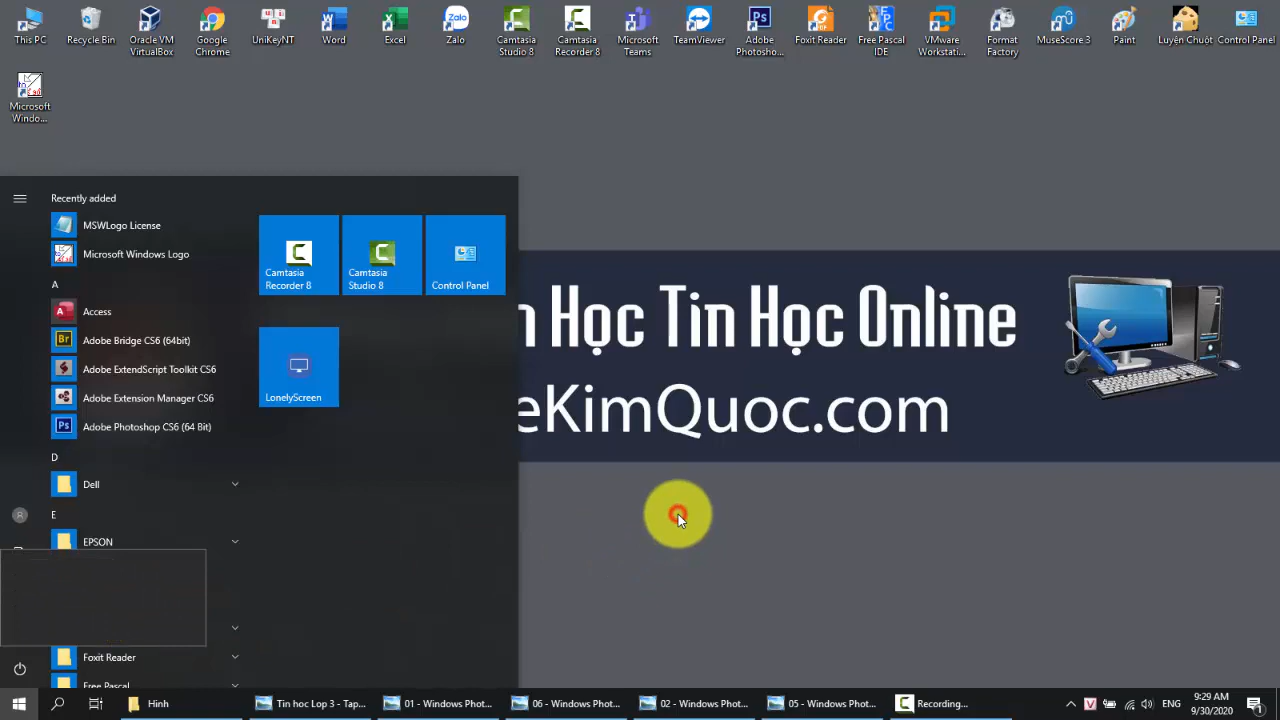 This PC
Recycle Bin
Oracle VM
VirtualBox
Google
Chrome
UniKeyNT
Word
Excel
Zalo
Camtasia
Studio 8
Camtasia
Recorder 8
Microsoft
Teams
TeamViewer
Adobe
Photosho...
Foxit Reader
Free Pascal
IDE
VMware
Workstati...
Format
Factory
MuseScore 3
Paint
Luyện Chuột
Control Panel
Microsoft
Windo...
Recently added
MSWLogo License
Microsoft Windows Logo
A
Access
Adobe Bridge CS6 (64bit)
Adobe ExtendScript Toolkit CS6
Adobe Extension Manager CS6
Adobe Photoshop CS6 (64 Bit)
D
Dell
E
EPSON
Foxit Reader
Free Pascal
Camtasia
Recorder 8
Camtasia
Studio 8
Control Panel
LonelyScreen
n Học Tin Học Online
eKimQuoc.com
Hinh
Tin hoc Lop 3 - Tap...
01 - Windows Phot...
06 - Windows Phot...
02 - Windows Phot...
05 - Windows Phot...
Recording...
ENG
9:29 AM
9/30/2020